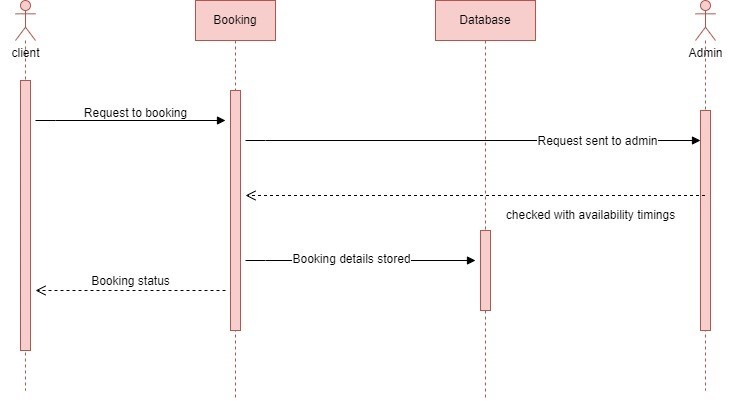 Booking
Database
client
Admin
Request to booking
Request sent to admin
checked with availability timings
Booking details stored
Booking status